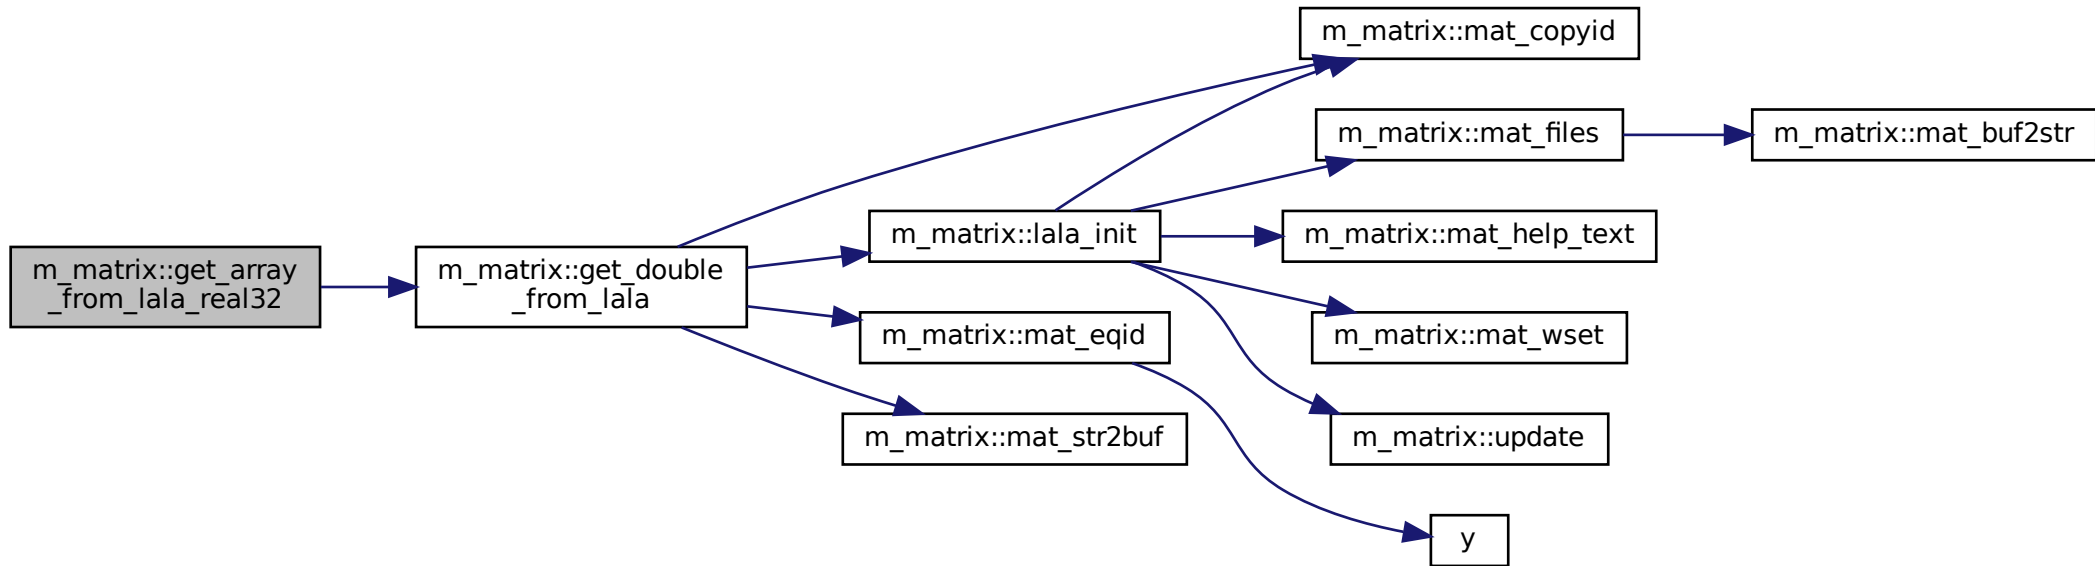 m_matrix::get_array
_from_lala_real32
m_matrix::get_double
_from_lala
m_matrix::mat_copyid
m_matrix::lala_init
m_matrix::mat_files
m_matrix::mat_buf2str
m_matrix::mat_help_text
m_matrix::mat_wset
m_matrix::update
m_matrix::mat_eqid
y
m_matrix::mat_str2buf